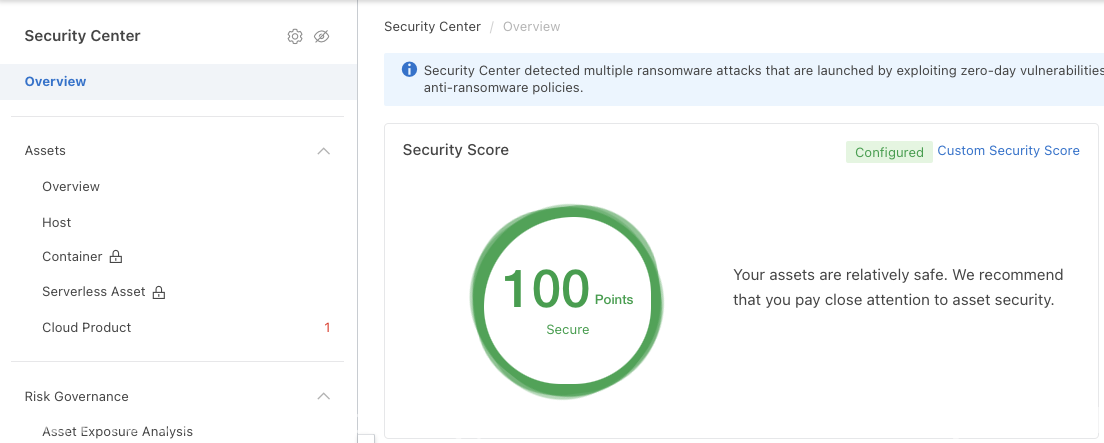 Security Center
Overview
Assets
Overview
Host
Container
Serverless Asset
Cloud Product 1
Risk Governance
Asset Exposure Analysis
Security Center / Overview
Security Center detected multiple ransomware attacks that are launched by exploiting zero-day vulnerabilities
anti-ransomware policies.
Security Score
Configured Custom Security Score
100 Points
Secure
Your assets are relatively safe. We recommend
that you pay close attention to asset security.